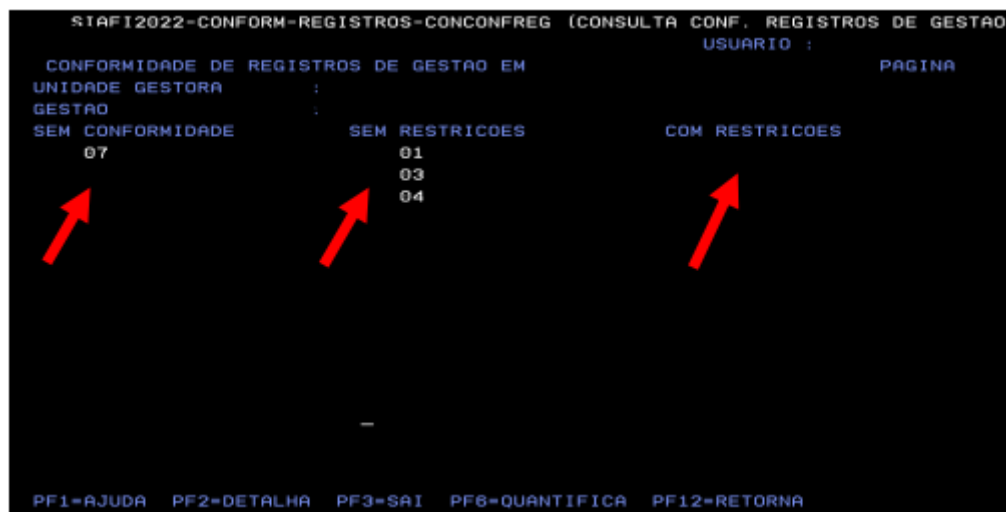 SIAFI2022-CONFORM-REGISTROS-CONCONFREG (CONSULTA CONF. REGISTROS DE GESTAO
USUARIO :
CONFORMIDADE DE REGISTROS DE GESTAO EM PAGINA
UNIDADE GESTORA :
GESTAO :
SEM CONFORMIDADE SEM RESTRICOES COM RESTRICOES
07 01
03
04
PF1=AJUDA PF2=DETALHA PF3=SAI PF6=QUANTIFICA PF12=RETORNA